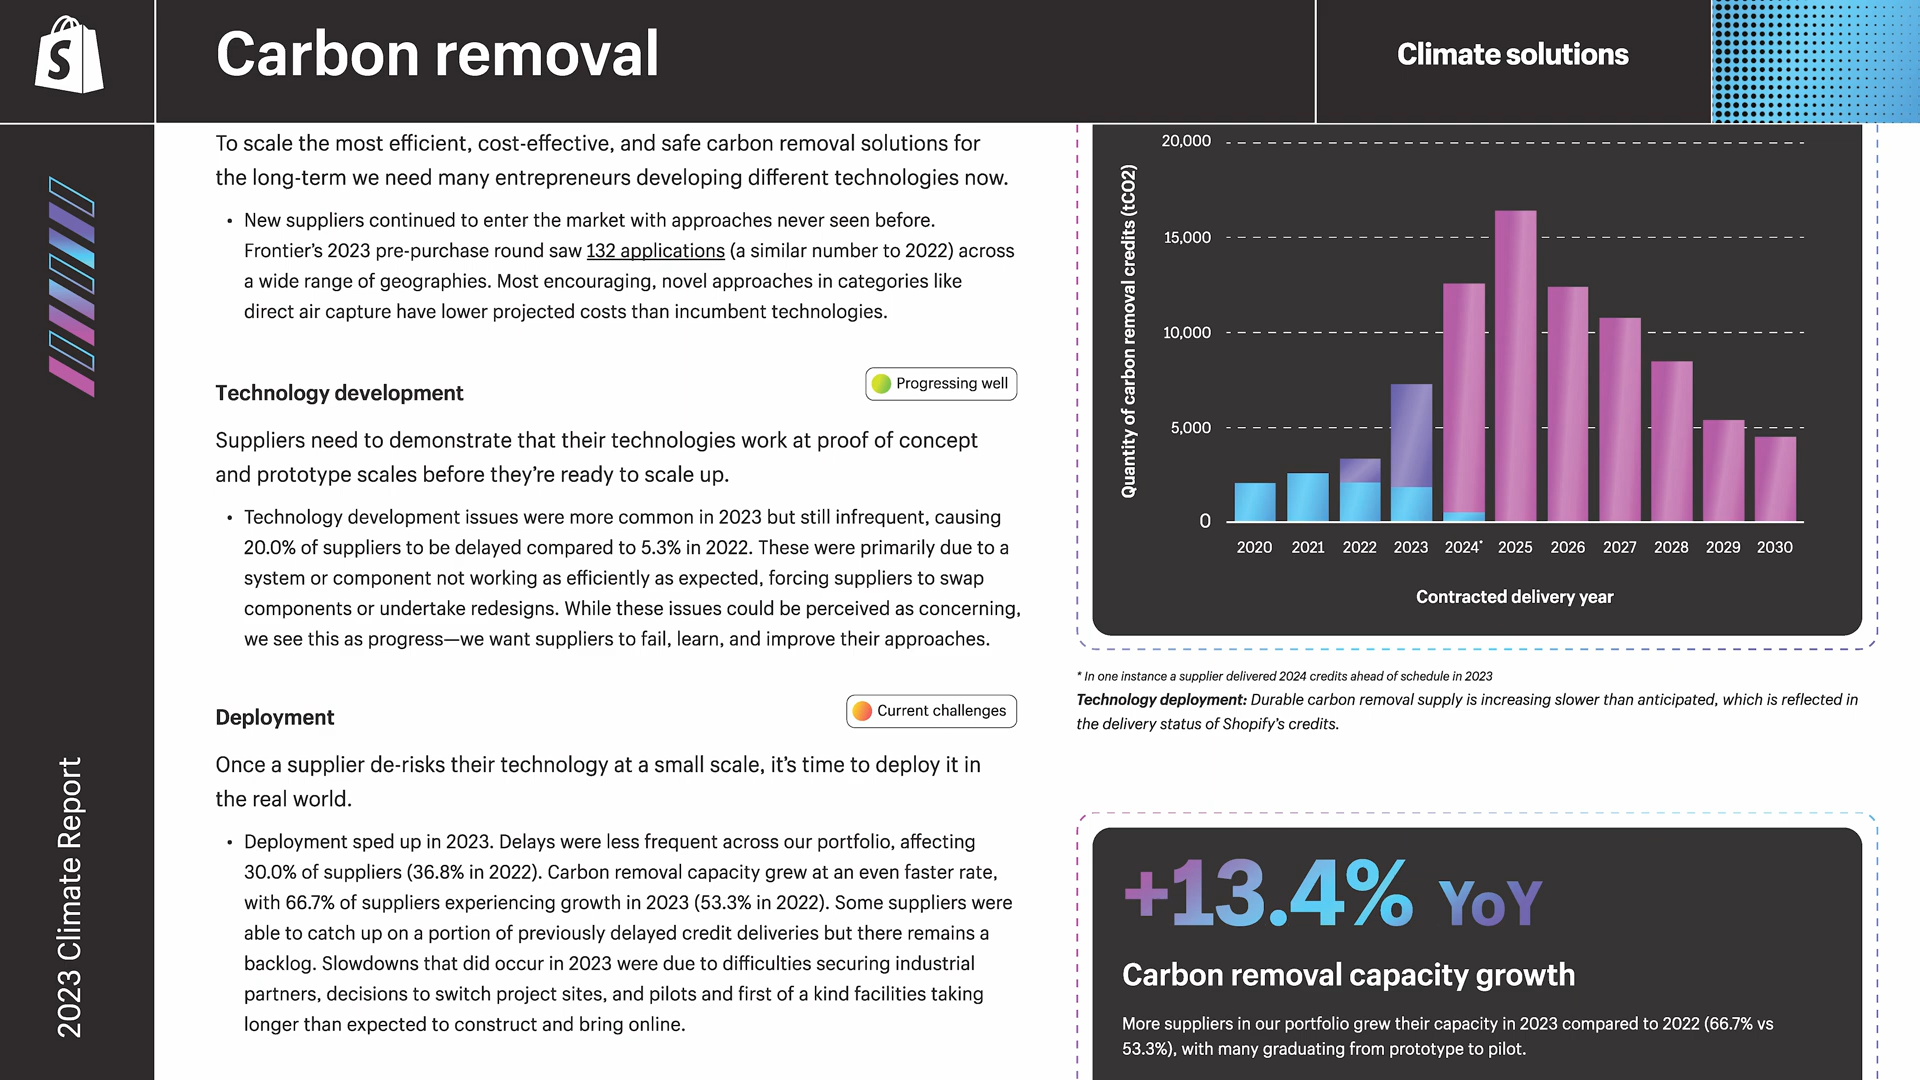 Carbon removal
Climate solutions
2023 Climate Report
To scale the most efficient, cost-effective, and safe carbon removal solutions for
the long-term we need many entrepreneurs developing different technologies now.
• New suppliers continued to enter the market with approaches never seen before.
Frontier’s 2023 pre-purchase round saw 132 applications (a similar number to 2022) across
a wide range of geographies. Most encouraging, novel approaches in categories like
direct air capture have lower projected costs than incumbent technologies.
Technology development
Progressing well
Suppliers need to demonstrate that their technologies work at proof of concept
and prototype scales before they’re ready to scale up.
• Technology development issues were more common in 2023 but still infrequent, causing
20.0% of suppliers to be delayed compared to 5.3% in 2022. These were primarily due to a
system or component not working as efficiently as expected, forcing suppliers to swap
components or undertake redesigns. While these issues could be perceived as concerning,
we see this as progress—we want suppliers to fail, learn, and improve their approaches.
Deployment
Current challenges
Once a supplier de-risks their technology at a small scale, it’s time to deploy it in
the real world.
• Deployment sped up in 2023. Delays were less frequent across our portfolio, affecting
30.0% of suppliers (36.8% in 2022). Carbon removal capacity grew at an even faster rate,
with 66.7% of suppliers experiencing growth in 2023 (53.3% in 2022). Some suppliers were
able to catch up on a portion of previously delayed credit deliveries but there remains a
backlog. Slowdowns that did occur in 2023 were due to difficulties securing industrial
partners, decisions to switch project sites, and pilots and first of a kind facilities taking
longer than expected to construct and bring online.
Quantity of carbon removal credits (tCO2)
20,000
15,000
10,000
5,000
0
2020 2021 2022 2023 2024* 2025 2026 2027 2028 2029 2030
Contracted delivery year
* In one instance a supplier delivered 2024 credits ahead of schedule in 2023
Technology deployment: Durable carbon removal supply is increasing slower than anticipated, which is reflected in
the delivery status of Shopify’s credits.
+13.4% YoY
Carbon removal capacity growth
More suppliers in our portfolio grew their capacity in 2023 compared to 2022 (66.7% vs
53.3%), with many graduating from prototype to pilot.